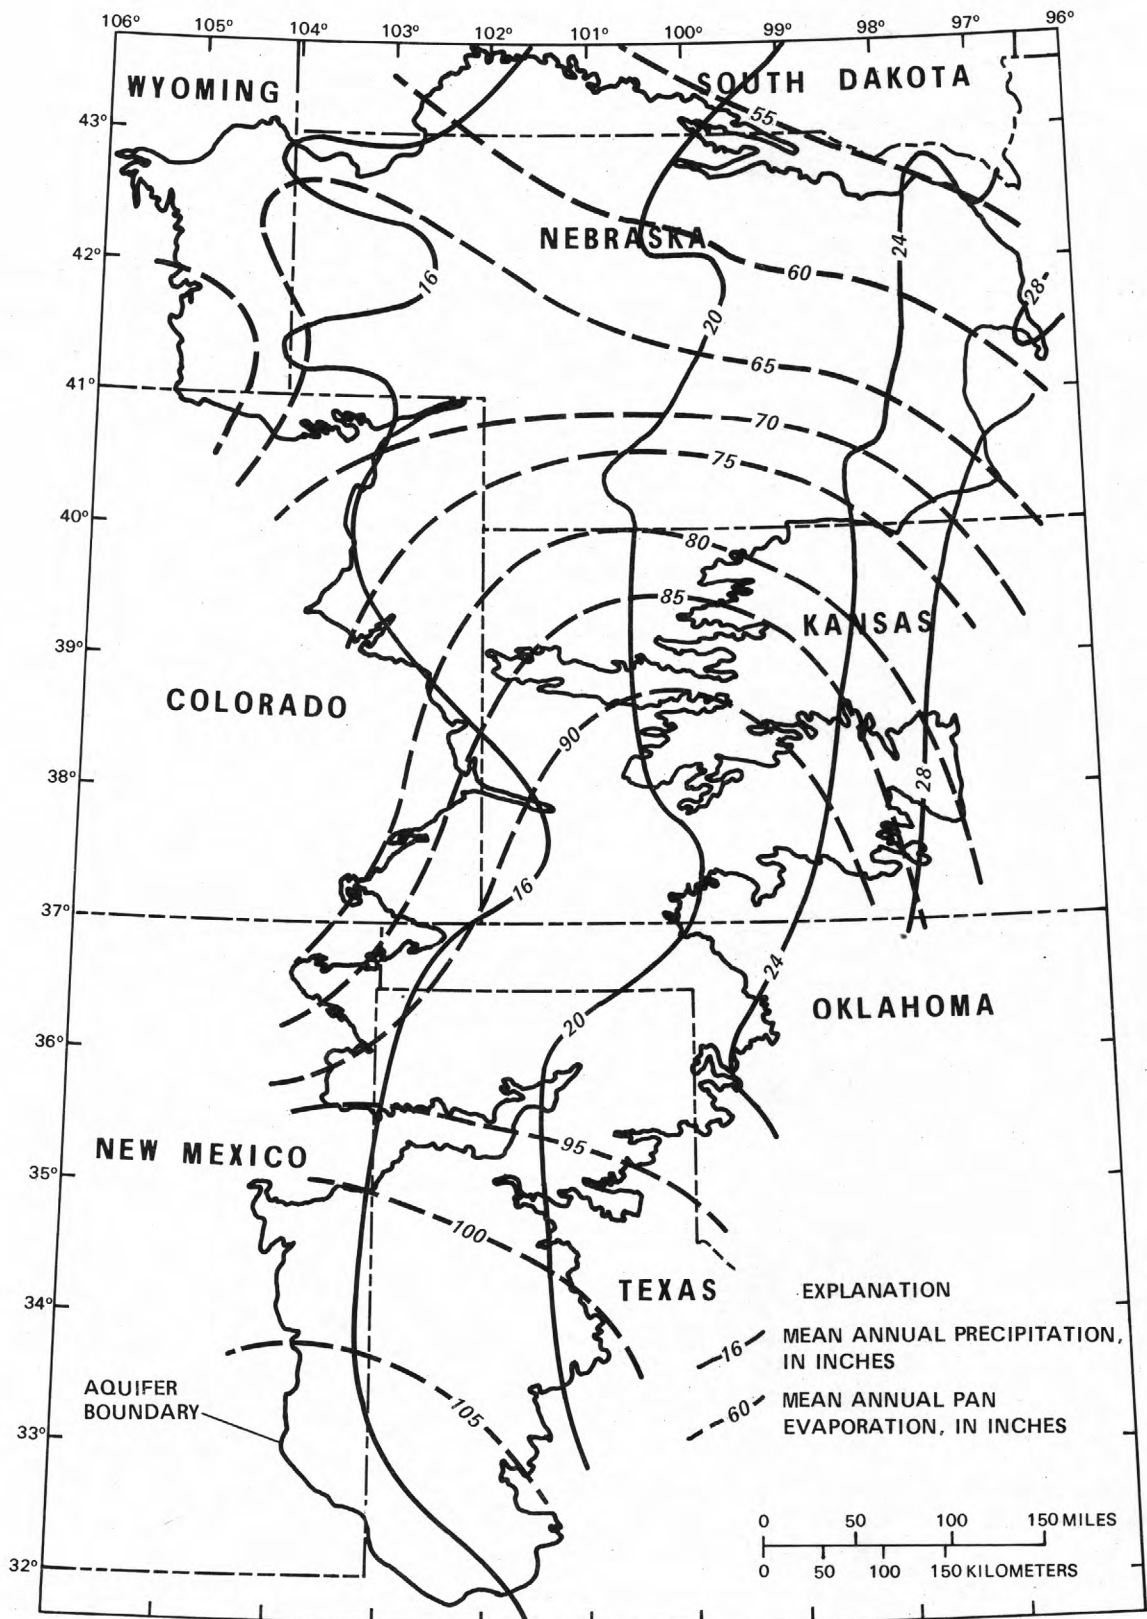 106° 105° 104° 103° 102° 101° 100° 99° 98° 97° 96°
WYOMING
SOUTH DAKOTA
55
43°
NEBRASKA
24
42°
16
60
28
20
65
41°
70
75
40°
80
85
KANSAS
39°
COLORADO
90
38°
28
16
37°
24
OKLAHOMA
20
36°
95
NEW MEXICO
35°
100
TEXAS
EXPLANATION
34°
16
MEAN ANNUAL PRECIPITATION,
IN INCHES
AQUIFER
BOUNDARY
105
60
MEAN ANNUAL PAN
EVAPORATION, IN INCHES
33°
0 50 100 150 MILES
32°
0 50 100 150 KILOMETERS